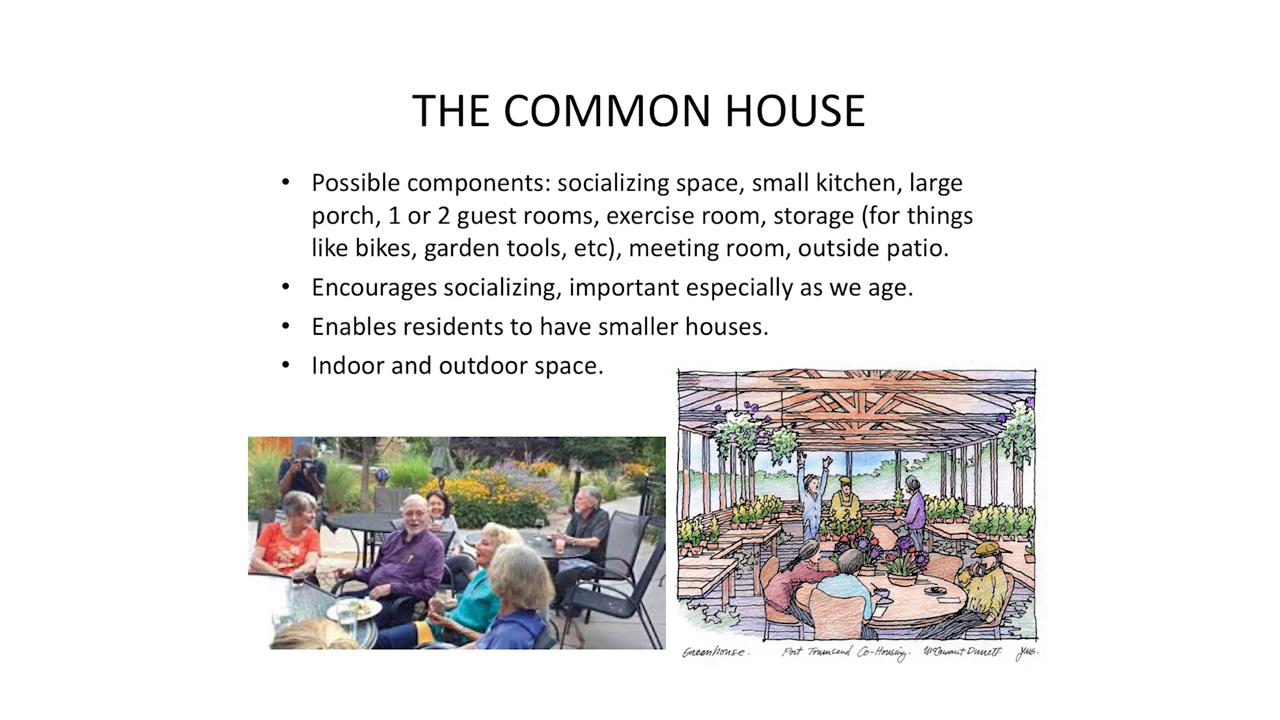 THE COMMON HOUSE
• Possible components: socializing space, small kitchen, large
porch, 1 or 2 guest rooms, exercise room, storage (for things
like bikes, garden tools, etc), meeting room, outside patio.
• Encourages socializing, important especially as we age.
• Enables residents to have smaller houses.
• Indoor and outdoor space.
Greenhouse. Port Townsend Co-Housing.